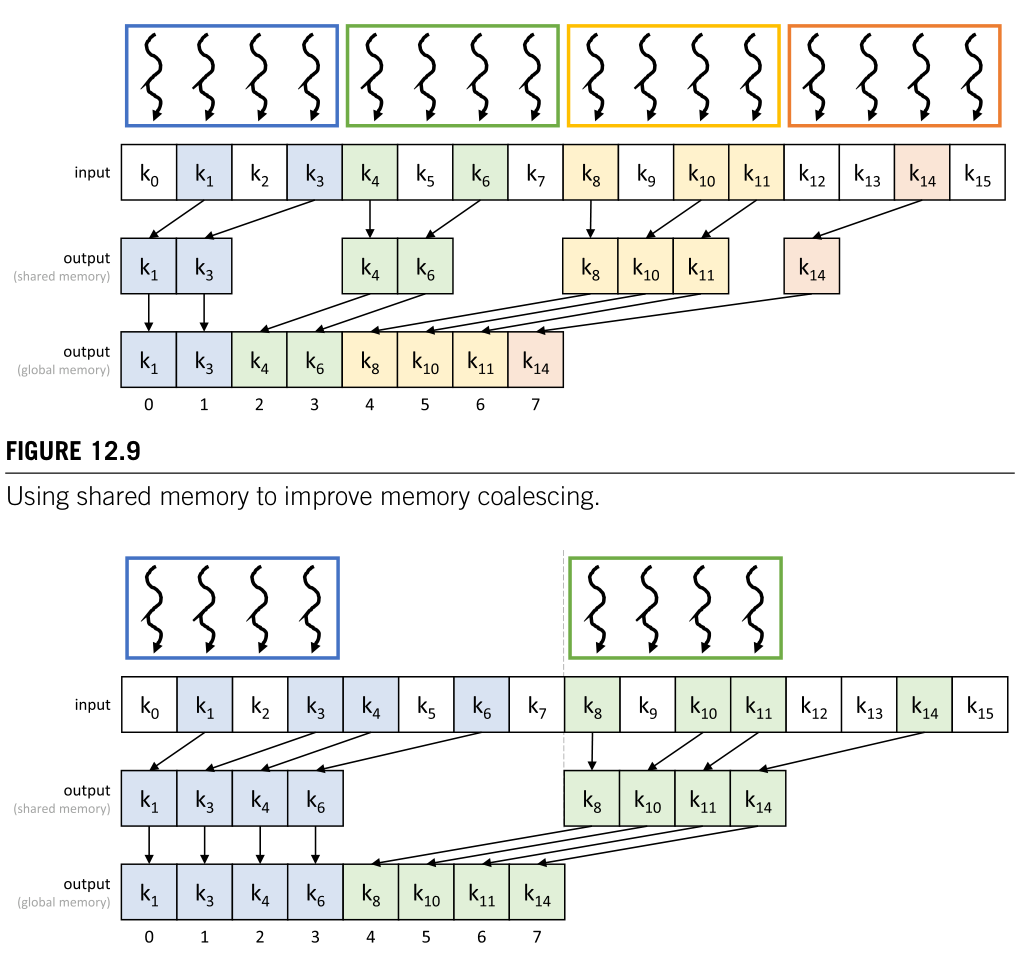 input k0 k1 k2 k3 k4 k5 k6 k7 k8 k9 k10 k11 k12 k13 k14 k15
output k1 k3 k4 k6 k8 k10 k11 k14
(shared memory)
output k1 k3 k4 k6 k8 k10 k11 k14
(global memory)
0 1 2 3 4 5 6 7
FIGURE 12.9
Using shared memory to improve memory coalescing.
input k0 k1 k2 k3 k4 k5 k6 k7 k8 k9 k10 k11 k12 k13 k14 k15
output k1 k3 k4 k6 k8 k10 k11 k14
(shared memory)
output k1 k3 k4 k6 k8 k10 k11 k14
(global memory)
0 1 2 3 4 5 6 7